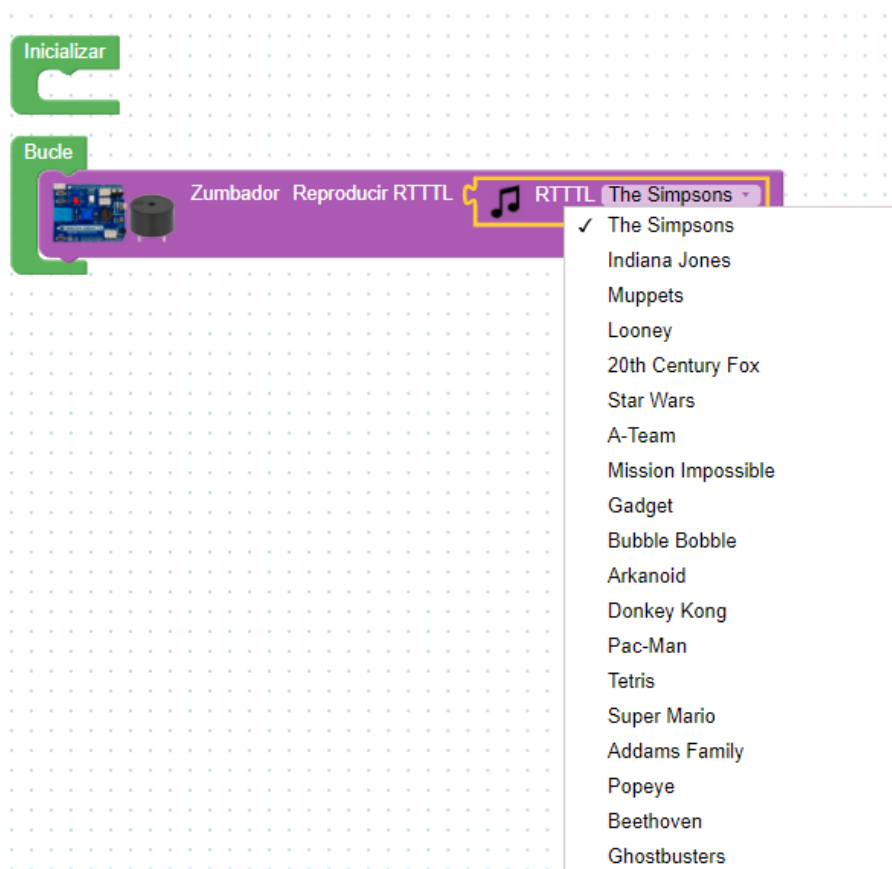 Inicializar
Bucle
Zumbador Reproducir RTTTL RTTTL The Simpsons
✓ The Simpsons
Indiana Jones
Muppets
Looney
20th Century Fox
Star Wars
A-Team
Mission Impossible
Gadget
Bubble Bobble
Arkanoid
Donkey Kong
Pac-Man
Tetris
Super Mario
Addams Family
Popeye
Beethoven
Ghostbusters